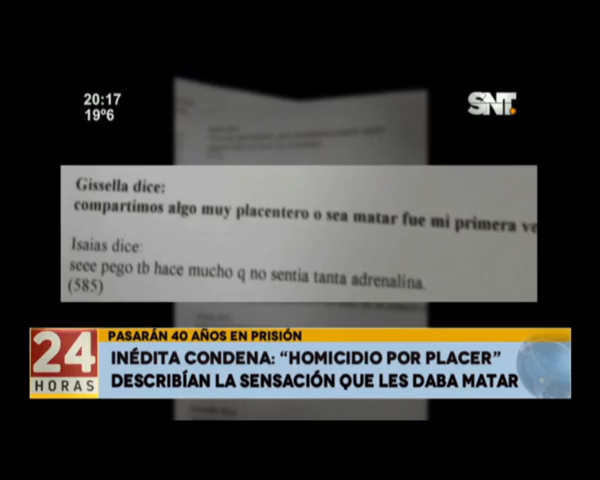 20:17
19º6
SNT.
Gissella dice:
compartimos algo muy placentero o sea matar fue mi primera ve
Isaias dice:
seee pego tb hace mucho q no sentia tanta adrenalina.
(585)
PASARÁN 40 AÑOS EN PRISIÓN
24
HORAS
INÉDITA CONDENA: “HOMICIDIO POR PLACER”
DESCRIBÍAN LA SENSACIÓN QUE LES DABA MATAR